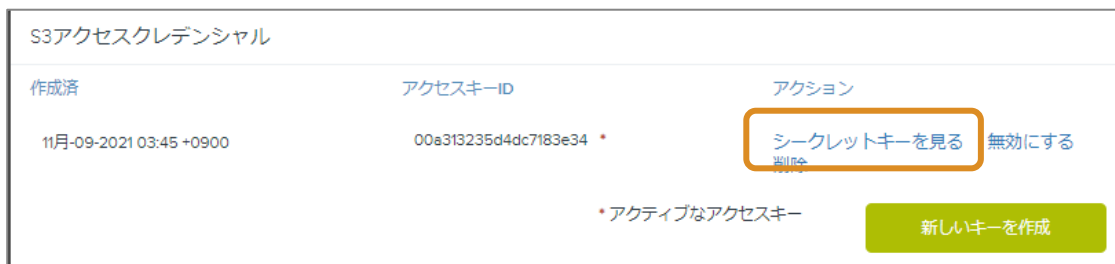 S3アクセスクレデンシャル
作成済 アクセスキーID アクション
11月-09-2021 03:45 +0900 00a313235d4dc7183e34 * シークレットキーを見る 無効にする
削除
* アクティブなアクセスキー 新しいキーを作成